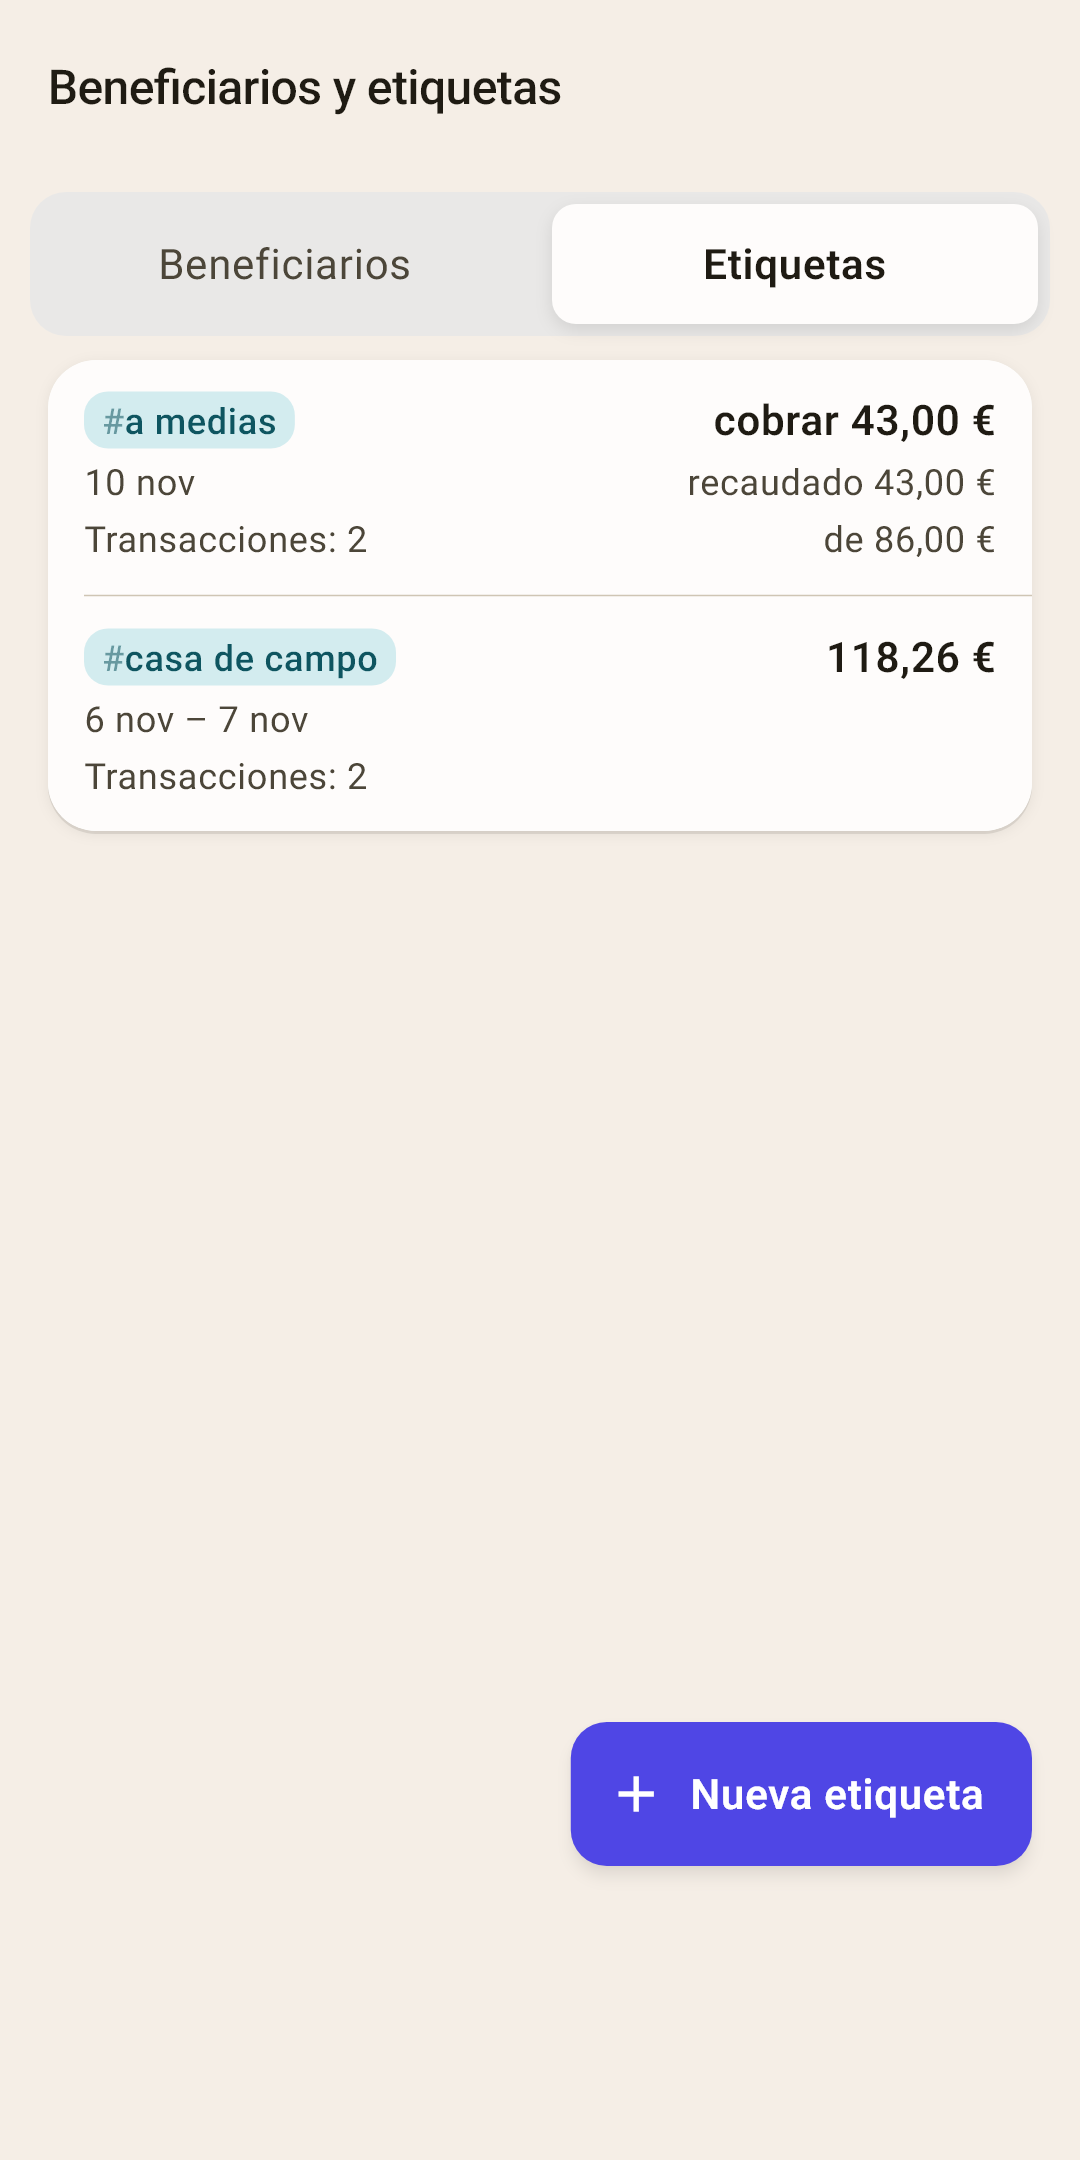 Beneficiarios y etiquetas
Beneficiarios
Etiquetas
#a medias
cobrar 43,00 €
10 nov
recaudado 43,00 €
Transacciones: 2
de 86,00 €
#casa de campo
118,26 €
6 nov – 7 nov
Transacciones: 2
+ Nueva etiqueta